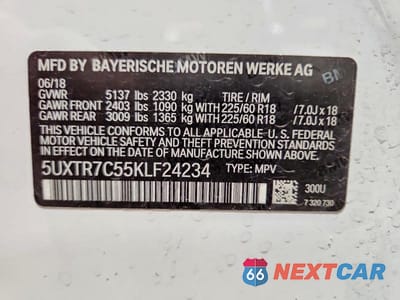 MFD BY BAYERISCHE MOTOREN WERKE AG
06/18
GVWR 5137 lbs 2330 kg TIRE / RIM
GAWR FRONT 2403 lbs 1090 kg WITH 225/60 R18 /7.0J x 18
GAWR REAR 3009 lbs 1365 kg WITH 225/60 R18 /7.0J x 18
THIS VEHICLE CONFORMS TO ALL APPLICABLE U.S. FEDERAL
MOTOR VEHICLE SAFETY, BUMPER, AND THEFT PREVENTION
STANDARDS IN EFFECT ON THE DATE OF MANUFACTURE
SHOWN ABOVE.
5UXTR7C55KLF24234 TYPE: MPV 300U
7 320 730
66 NEXTCAR